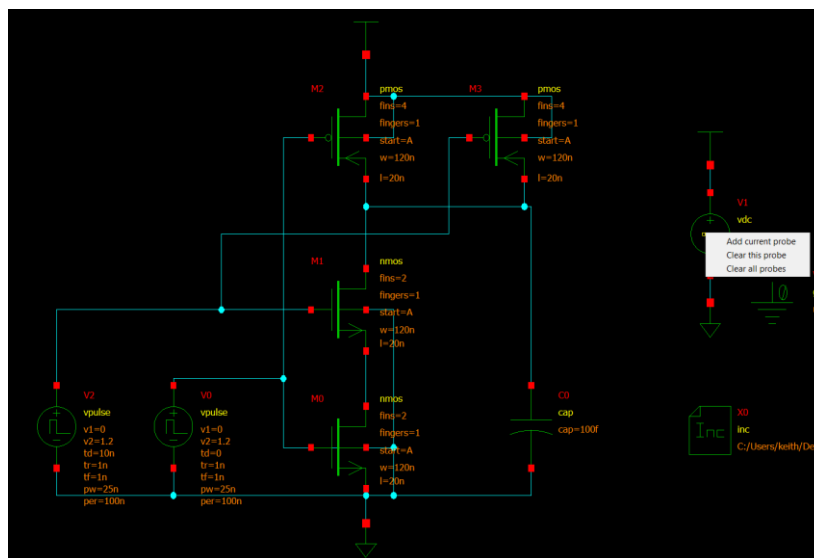 M2
pmos
fins=4
fingers=1
start=A
w=120n
l=20n
M3
pmos
fins=4
fingers=1
start=A
w=120n
l=20n
V1
vdc
Add current probe
Clear this probe
Clear all probes
0
M1
nmos
fins=2
fingers=1
start=A
w=120n
l=20n
V2
vpulse
v1=0
v2=1.2
td=10n
tr=1n
tf=1n
pw=25n
per=100n
V0
vpulse
v1=0
v2=1.2
td=0
tr=1n
tf=1n
pw=25n
per=100n
M0
nmos
fins=2
fingers=1
start=A
w=120n
l=20n
C0
cap
cap=100f
X0
inc
Inc
C:/Users/keith/De